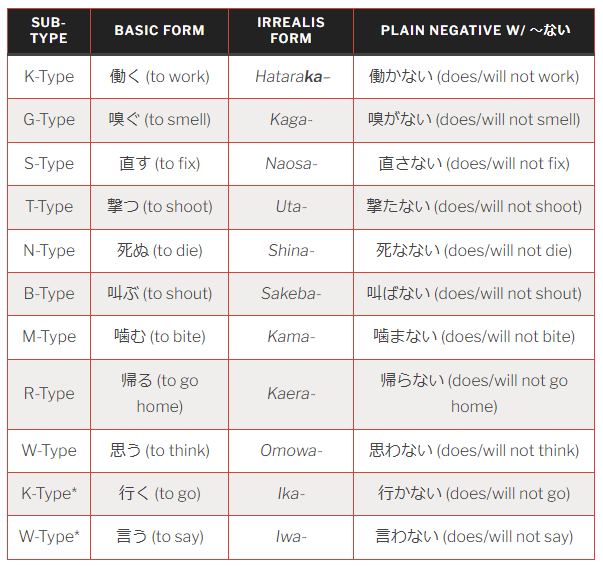 SUB-TYPE BASIC FORM IRREALIS FORM PLAIN NEGATIVE W/ ～ない
K-Type 働く (to work) Hataraka– 働かない (does/will not work)
G-Type 嗅ぐ (to smell) Kaga- 嗅がない (does/will not smell)
S-Type 直す (to fix) Naosa- 直さない (does/will not fix)
T-Type 撃つ (to shoot) Uta- 撃たない (does/will not shoot)
N-Type 死ぬ (to die) Shina- 死なない (does/will not die)
B-Type 叫ぶ (to shout) Sakeba- 叫ばない (does/will not shout)
M-Type 噛む (to bite) Kama- 噛まない (does/will not bite)
R-Type 帰る (to go home) Kaera- 帰らない (does/will not go home)
W-Type 思う (to think) Omowa- 思わない (does/will not think)
K-Type* 行く (to go) Ika- 行かない (does/will not go)
W-Type* 言う (to say) Iwa- 言わない (does/will not say)